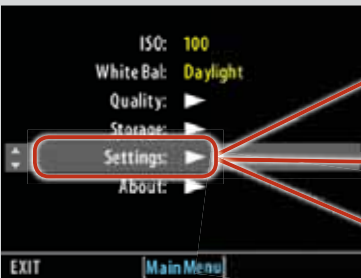 ISO: 100
White Bal: Daylight
Quality:
Storage:
Settings:
About:
EXIT Main Menu